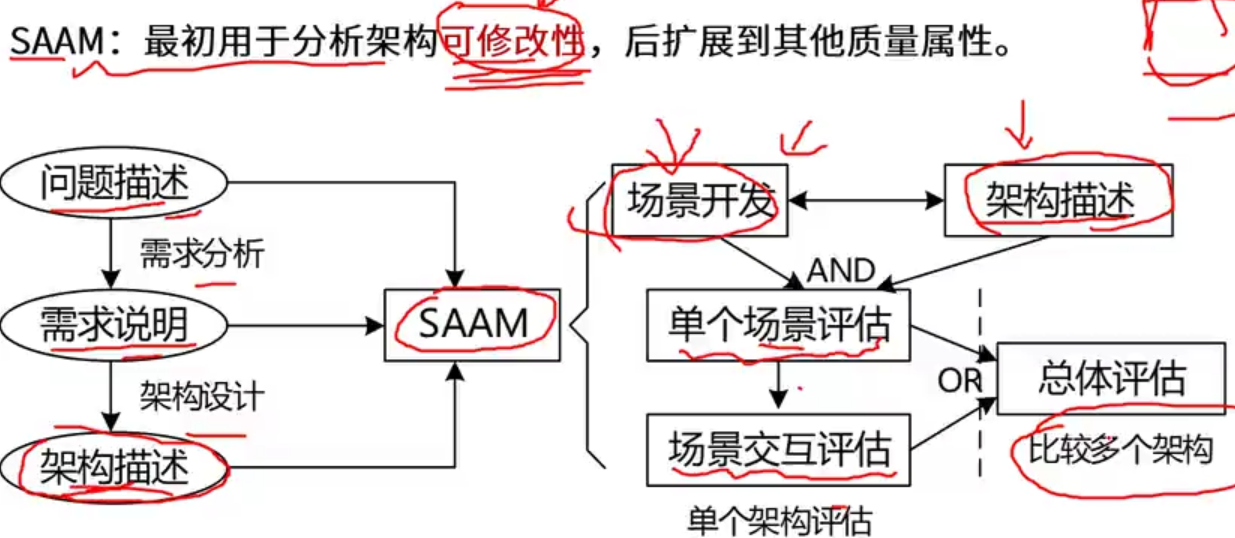 SAAM：最初用于分析架构可修改性，后扩展到其他质量属性。
问题描述
需求分析
需求说明
架构设计
架构描述
SAAM
场景开发
架构描述
AND
单个场景评估
OR
总体评估
场景交互评估
比较多个架构
单个架构评估